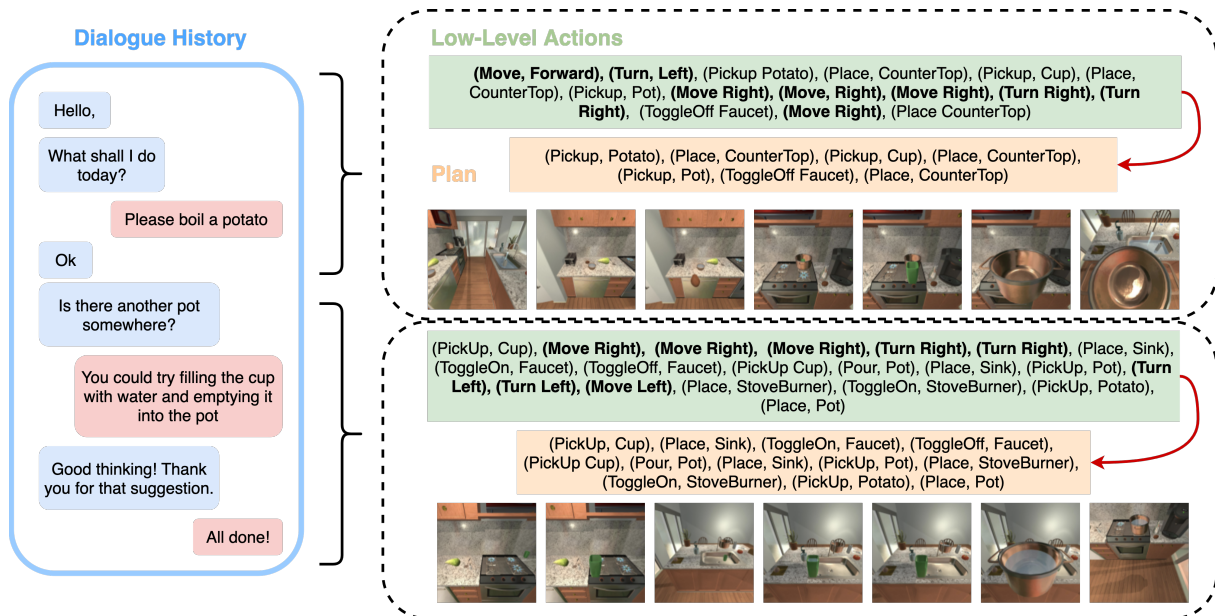 Dialogue History
Hello,
What shall I do
today?
Please boil a potato
Ok
Is there another pot
somewhere?
You could try filling the cup
with water and emptying it
into the pot
Good thinking! Thank
you for that suggestion.
All done!
Low-Level Actions
(Move, Forward), (Turn, Left), (Pickup Potato), (Place, CounterTop), (Pickup, Cup), (Place,
CounterTop), (Pickup, Pot), (Move Right), (Move, Right), (Move Right), (Turn Right), (Turn
Right), (ToggleOff Faucet), (Move Right), (Place CounterTop)
Plan
(Pickup, Potato), (Place, CounterTop), (Pickup, Cup), (Place, CounterTop),
(Pickup, Pot), (ToggleOff Faucet), (Place, CounterTop)
(PickUp, Cup), (Move Right), (Move Right), (Move Right), (Turn Right), (Turn Right), (Place, Sink),
(ToggleOn, Faucet), (ToggleOff, Faucet), (PickUp Cup), (Pour, Pot), (Place, Sink), (PickUp, Pot), (Turn
Left), (Turn Left), (Move Left), (Place, StoveBurner), (ToggleOn, StoveBurner), (PickUp, Potato),
(Place, Pot)
(PickUp, Cup), (Place, Sink), (ToggleOn, Faucet), (ToggleOff, Faucet),
(PickUp Cup), (Pour, Pot), (Place, Sink), (PickUp, Pot), (Place, StoveBurner),
(ToggleOn, StoveBurner), (PickUp, Potato), (Place, Pot)